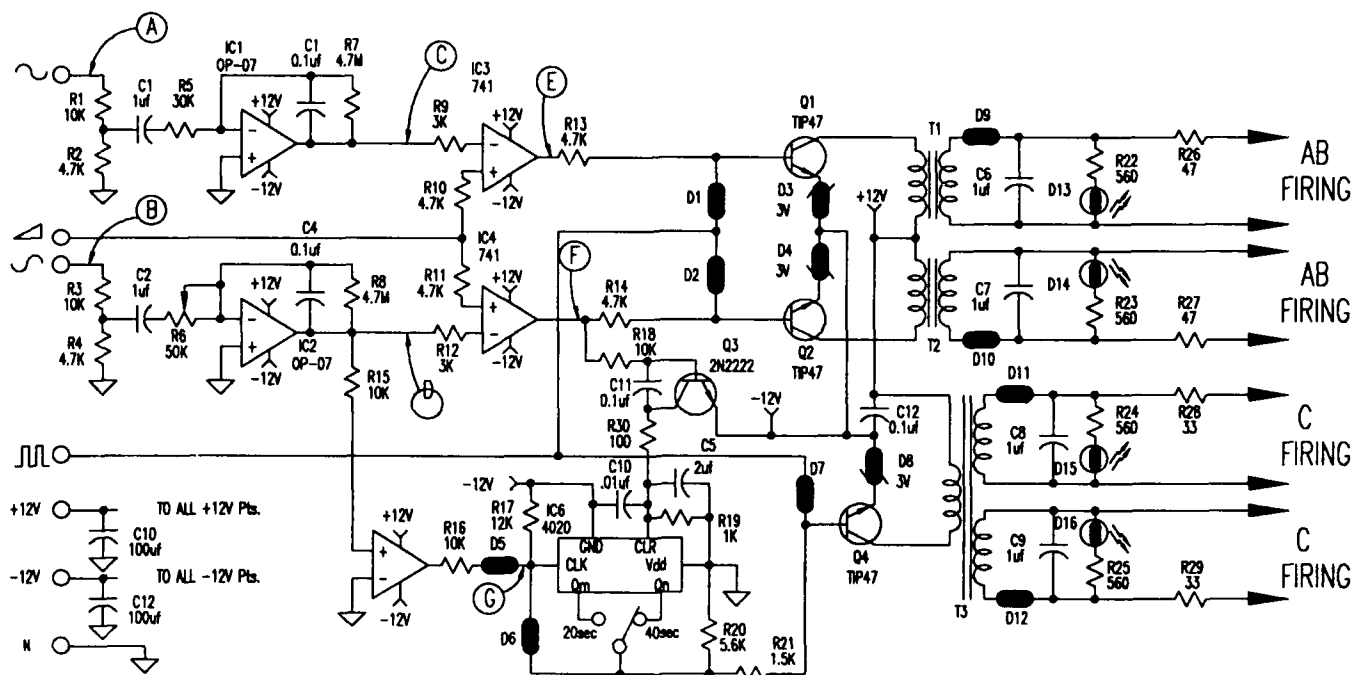 A
IC1
OP-07
C1
0.1uf
R7
4.7M
C
IC3
741
E
Q1
TIP47
D9
T1
R26
47
AB
FIRING
R1
10K
C1
1uf
R5
30K
+12V
-12V
R9
3K
+12V
-12V
R13
4.7K
R2
4.7K
R10
4.7K
D1
D3
3V
+12V
C6
1uf
R22
560
D13
B
C4
0.1uf
IC4
741
F
D2
D4
3V
AB
FIRING
R3
10K
C2
1uf
R6
50K
+12V
-12V
IC2
OP-07
R8
4.7M
R11
4.7K
+12V
-12V
R14
4.7K
Q2
TIP47
T2
C7
1uf
D14
R23
560
R27
47
R4
4.7K
D
R12
3K
R18
10K
Q3
2N2222
D10
R15
10K
C11
0.1uf
-12V
C12
0.1uf
D11
R24
560
R28
33
C
FIRING
R30
100
C5
2uf
D7
D8
3V
C8
1uf
D15
+12V
TO ALL +12V Pts.
C10
100uf
-12V
R17
12K
IC6
4020
C10
.01uf
R19
1K
Q4
TIP47
T3
C9
1uf
D16
R25
560
R29
33
C
FIRING
-12V
TO ALL -12V Pts.
C12
100uf
+12V
-12V
R16
10K
D5
G
GND
CLR
CLK
Vdd
Qm
Qn
20sec
40sec
D6
R20
5.6K
R21
1.5K
D12
N